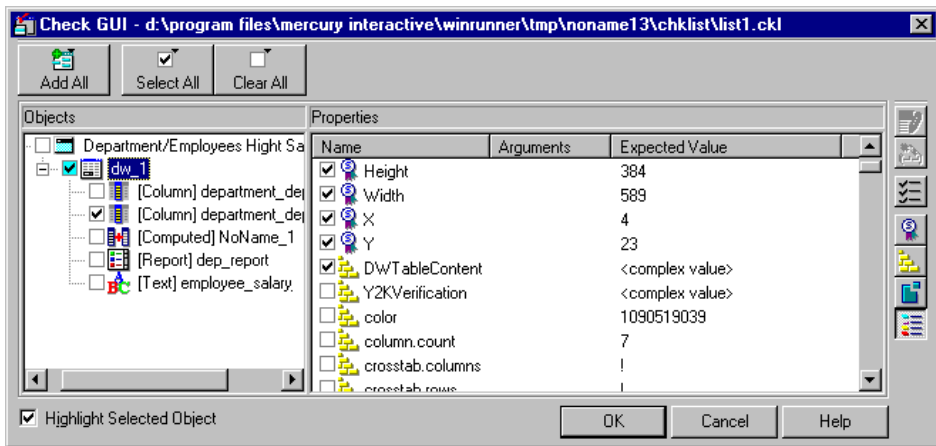 Check GUI - d:\program files\mercury interactive\winrunner\tmp\noname13\chklist\list1.ckl
Add All Select All Clear All
Objects Properties
Department/Employees Hight Sa
dw_1
[Column] department_dep
[Column] department_dep
[Computed] NoName_1
[Report] dep_report
[Text] employee_salary
Name Arguments Expected Value
Height 384
Width 589
X 4
Y 23
DWTableContent <complex value>
Y2KVerification <complex value>
color 1090519039
column.count 7
crosstab.columns !
crosstab.rows !
Highlight Selected Object OK Cancel Help